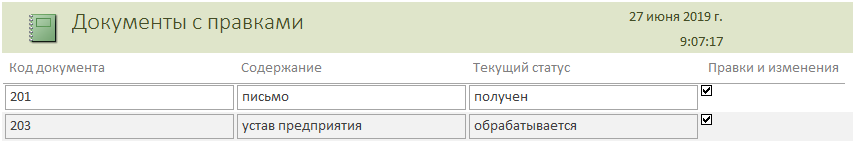 Документы с правками
27 июня 2019 г.
9:07:17
Код документа Содержание Текущий статус Правки и изменения
201 письмо получен
203 устав предприятия обрабатывается